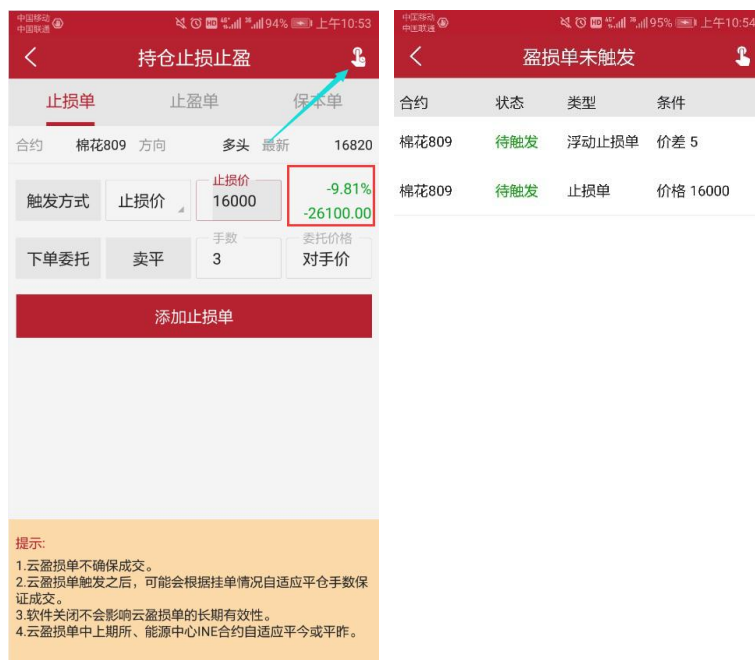 中国移动
中国联通
HD
94%
上午10:53
持仓止损止盈
止损单 止盈单 保本单
合约 棉花809 方向 多头 最新 16820
触发方式 止损价 止损价 16000 -9.81%
-26100.00
下单委托 卖平 手数 3 委托价格 对手价
添加止损单
提示:
1.云盈损单不确保成交。
2.云盈损单触发之后，可能会根据挂单情况自适应平仓手数保
证成交。
3.软件关闭不会影响云盈损单的长期有效性。
4.云盈损单中上期所、能源中心INE合约自适应平今或平昨。
中国移动
中国联通
HD
95%
上午10:54
盈损单未触发
合约 状态 类型 条件
棉花809 待触发 浮动止损单 价差 5
棉花809 待触发 止损单 价格 16000